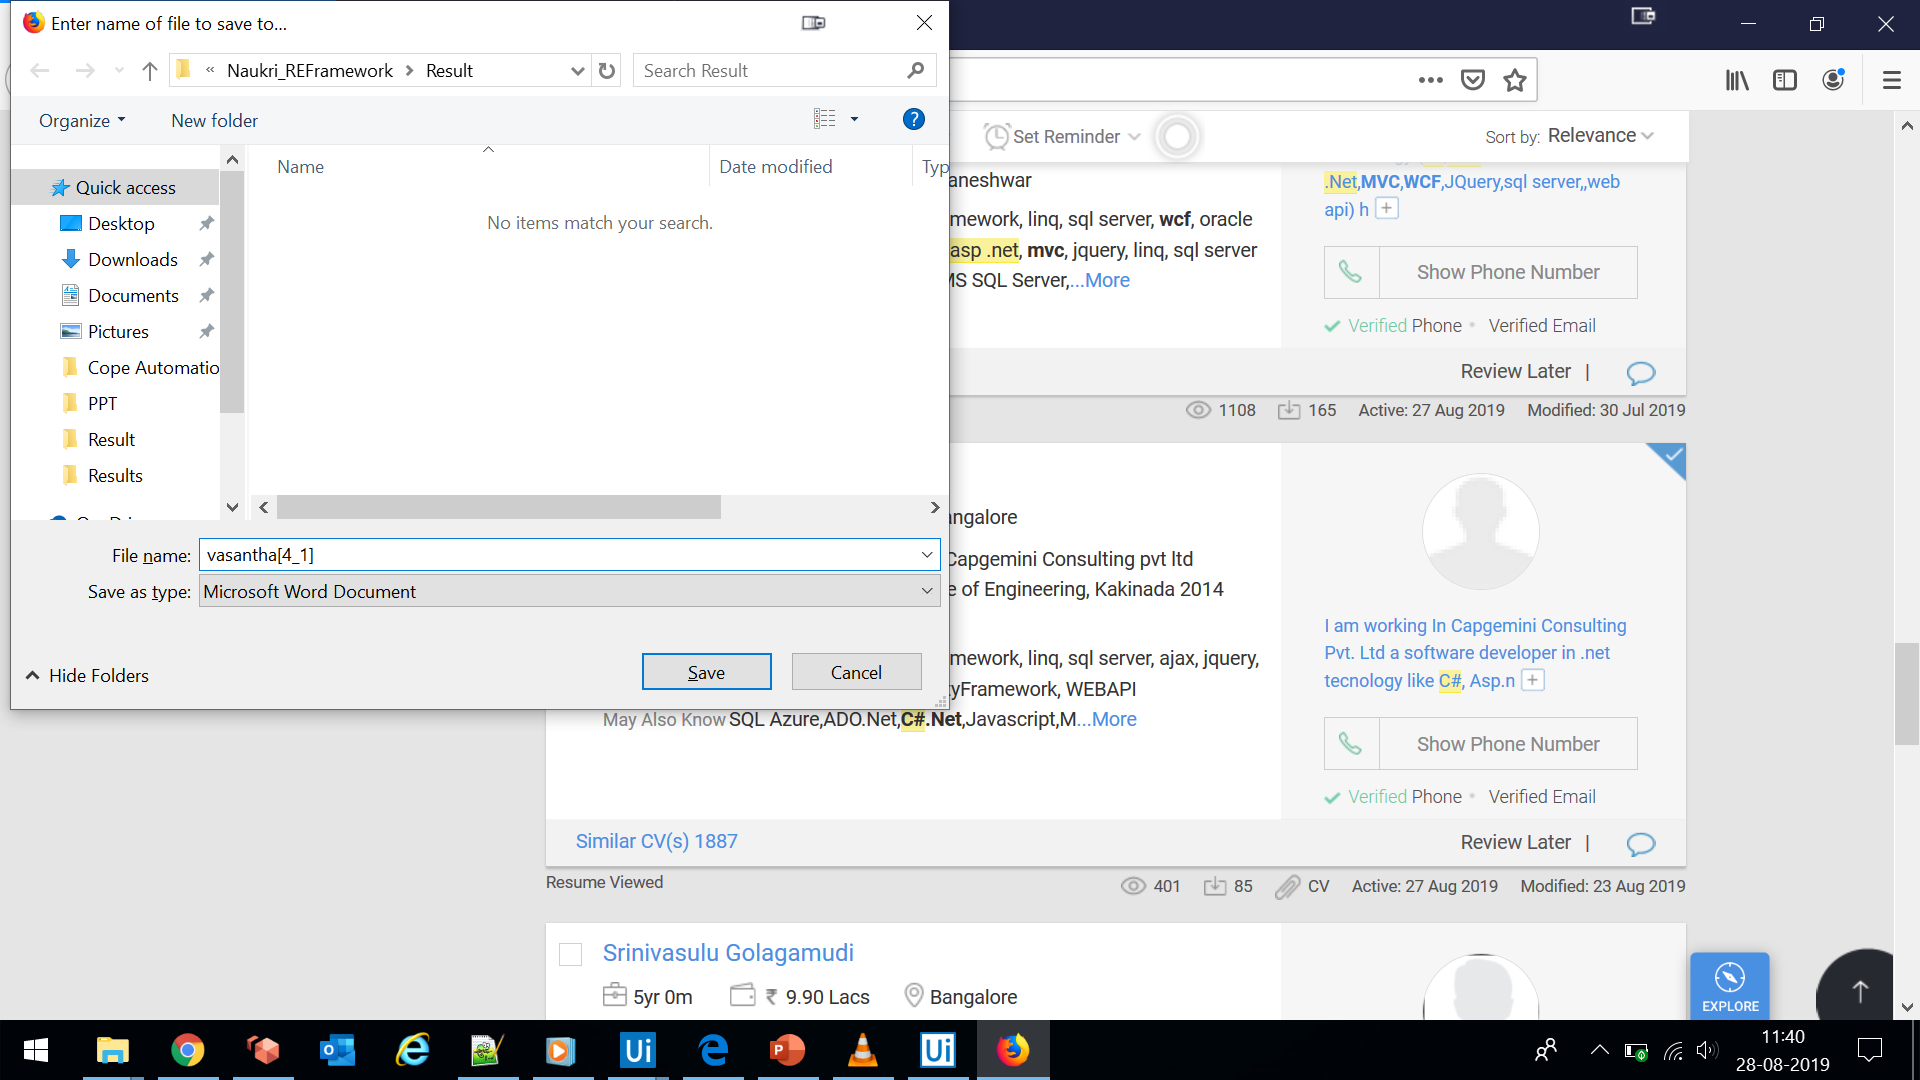 Enter name of file to save to...
« Naukri_REFramework > Result
Search Result
Organize
New folder
Name
Date modified
Typ
No items match your search.
Quick access
Desktop
Downloads
Documents
Pictures
Cope Automatio
PPT
Result
Results
File name: vasantha[4_1]
Save as type: Microsoft Word Document
Hide Folders
Save
Cancel
Set Reminder
Sort by: Relevance
aneshwar
mework, linq, sql server, wcf, oracle
asp .net, mvc, jquery, linq, sql server
MS SQL Server,...More
.Net,MVC,WCF,JQuery,sql server,,web
api) h +
Show Phone Number
Verified Phone • Verified Email
Review Later |
1108 165 Active: 27 Aug 2019 Modified: 30 Jul 2019
ngalore
Capgemini Consulting pvt ltd
e of Engineering, Kakinada 2014
mework, linq, sql server, ajax, jquery,
tyFramework, WEBAPI
May Also Know SQL Azure,ADO.Net,C#.Net,Javascript,M...More
I am working In Capgemini Consulting
Pvt. Ltd a software developer in .net
tecnology like C#, Asp.n +
Show Phone Number
Verified Phone • Verified Email
Similar CV(s) 1887
Review Later |
Resume Viewed
401 85 CV Active: 27 Aug 2019 Modified: 23 Aug 2019
Srinivasulu Golagamudi
5yr 0m ₹ 9.90 Lacs Bangalore
EXPLORE
11:40
28-08-2019